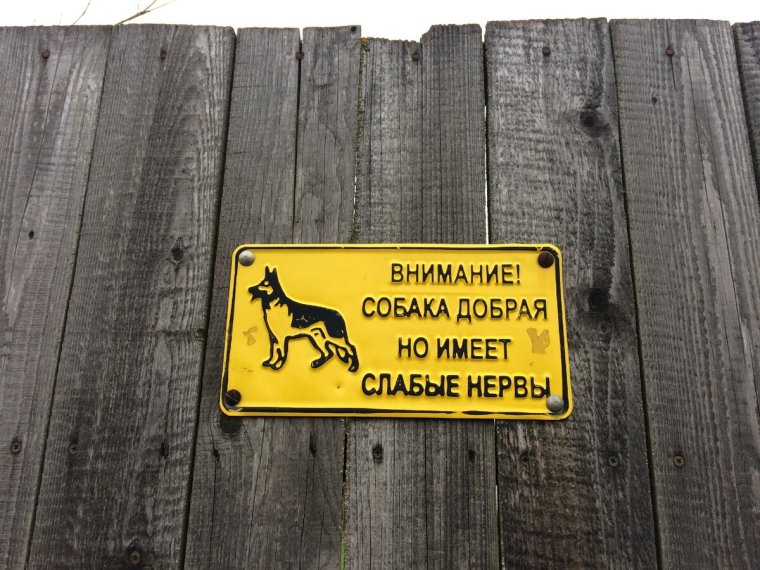 ВНИМАНИЕ!
СОБАКА ДОБРАЯ
НО ИМЕЕТ
СЛАБЫЕ НЕРВЫ